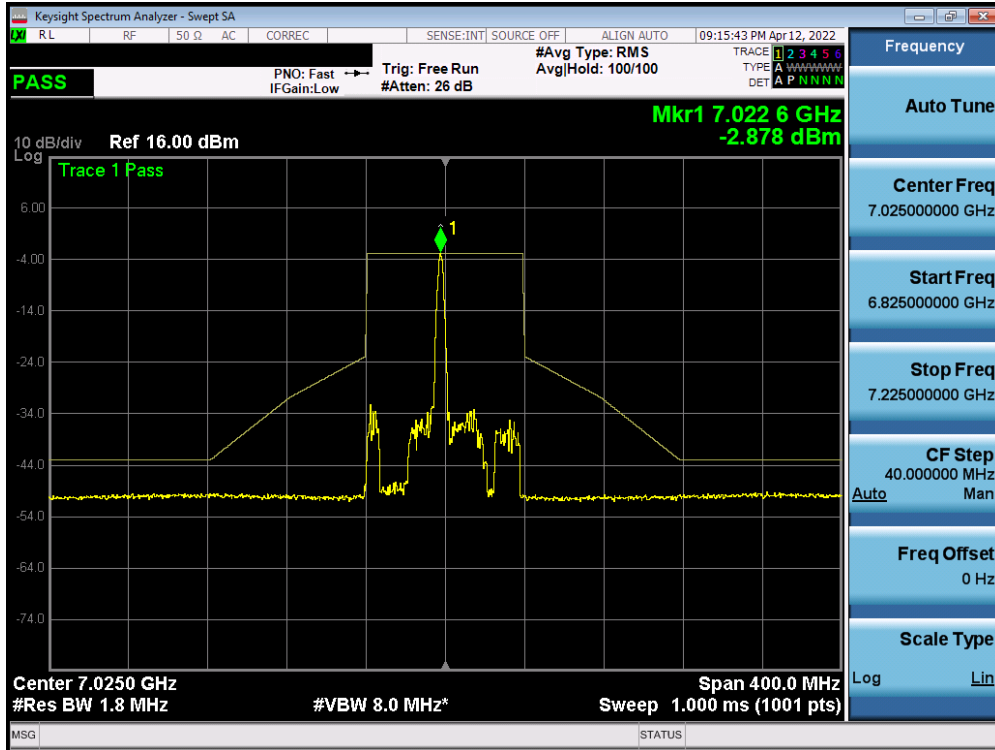 Keysight Spectrum Analyzer - Swept SA
LXI RL RF 50 Ω AC CORREC SENSE:INT SOURCE OFF ALIGN AUTO 09:15:43 PM Apr 12, 2022
PASS
PNO: Fast
IFGain:Low
Trig: Free Run
#Atten: 26 dB
#Avg Type: RMS
Avg|Hold: 100/100
TRACE 1 2 3 4 5 6
TYPE A WWWWW
DET A P N N N N
Mkr1 7.022 6 GHz
-2.878 dBm
10 dB/div Ref 16.00 dBm
Log
Trace 1 Pass
1
6.00
-4.00
-14.0
-24.0
-34.0
-44.0
-54.0
-64.0
-74.0
Center 7.0250 GHz Span 400.0 MHz
#Res BW 1.8 MHz #VBW 8.0 MHz* Sweep 1.000 ms (1001 pts)
MSG STATUS
Frequency
Auto Tune
Center Freq
7.025000000 GHz
Start Freq
6.825000000 GHz
Stop Freq
7.225000000 GHz
CF Step
40.000000 MHz
Auto Man
Freq Offset
0 Hz
Scale Type
Log Lin